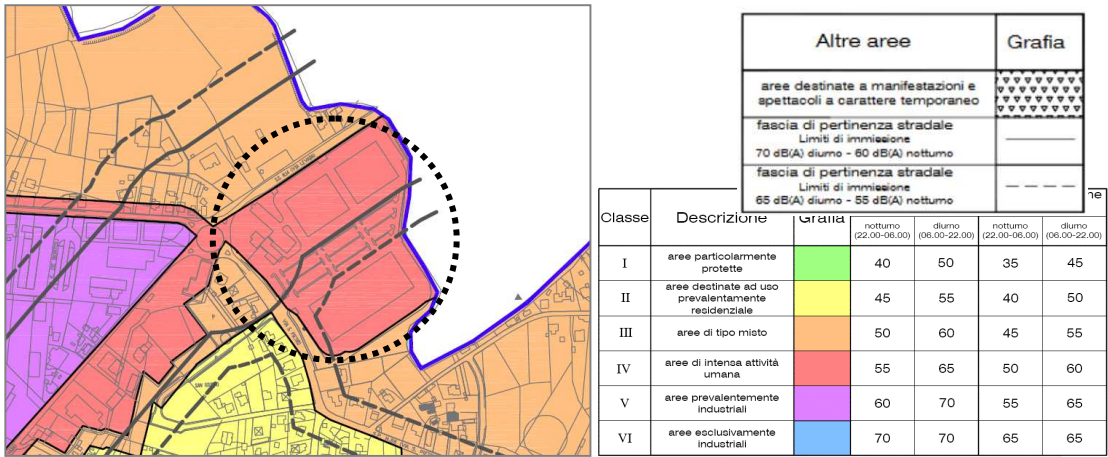 Altre aree Grafia
aree destinate a manifestazioni e
spettacoli a carattere temporaneo
fascia di pertinenza stradale
Limiti di immissione
70 dB(A) diurno - 60 dB(A) notturno
fascia di pertinenza stradale
Limiti di immissione
65 dB(A) diurno - 55 dB(A) notturno
ne
Classe Descrizione Grafia
notturno diurno notturno diurno
(22.00-06.00) (06.00-22.00) (22.00-06.00) (06.00-22.00)
I aree particolarmente protette 40 50 35 45
II aree destinate ad uso prevalentamente residenziale 45 55 40 50
III aree di tipo misto 50 60 45 55
IV aree di intensa attività umana 55 65 50 60
V aree prevalentemente industriali 60 70 55 65
VI aree esclusivamente industriali 70 70 65 65